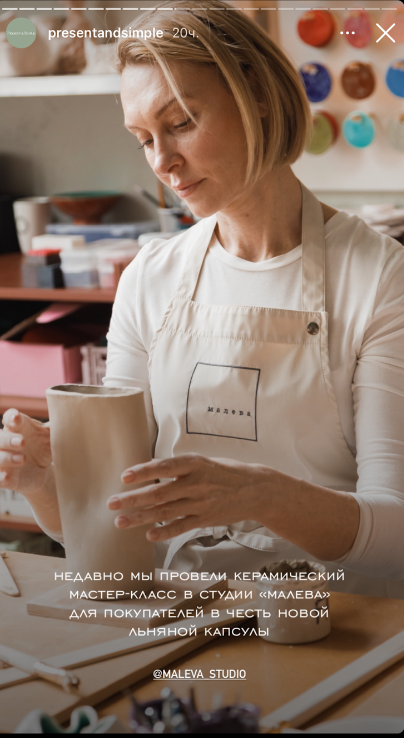 presentandsimple 20ч.
малева
НЕДАВНО МЫ ПРОВЕЛИ КЕРАМИЧЕСКИЙ
МАСТЕР-КЛАСС В СТУДИИ «МАЛЕВА»
ДЛЯ ПОКУПАТЕЛЕЙ В ЧЕСТЬ НОВОЙ
ЛЬНЯНОЙ КАПСУЛЫ
@MALEVA_STUDIO